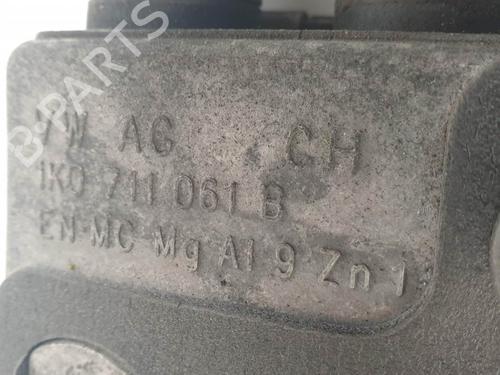 VW AG CH
1K0 711 061 B
EN-MC Mg Al 9 Zn 1
B-PARTS